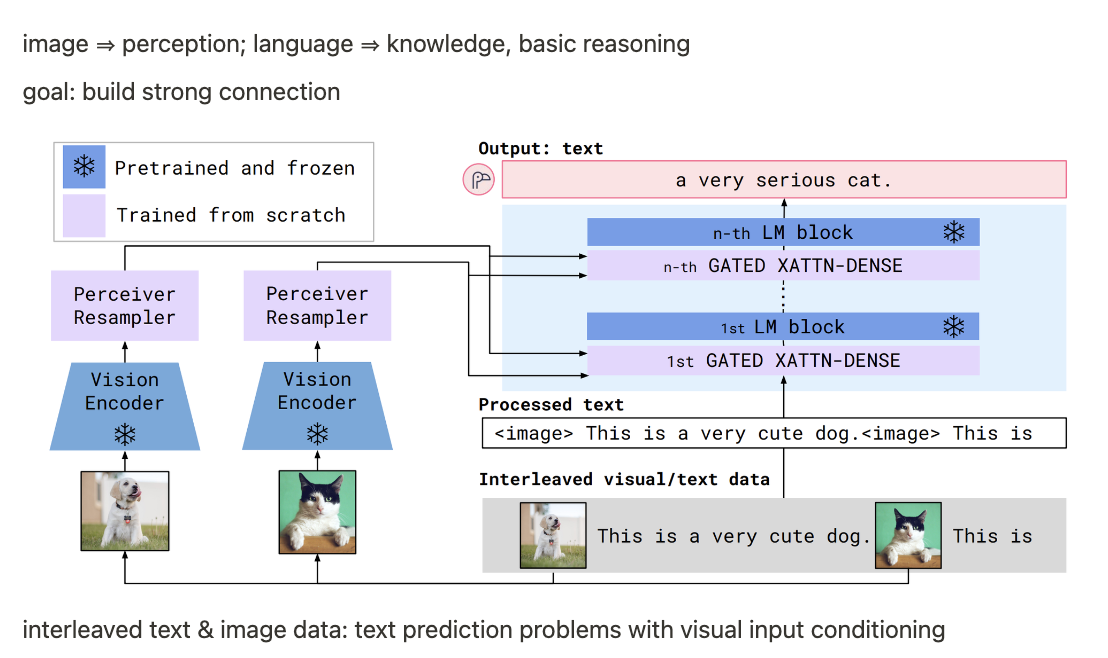 image ⇒ perception; language ⇒ knowledge, basic reasoning
goal: build strong connection
Pretrained and frozen
Trained from scratch
Output: text
a very serious cat.
n-th LM block
n-th GATED XATTN-DENSE
1st LM block
1st GATED XATTN-DENSE
Perceiver
Resampler
Perceiver
Resampler
Vision
Encoder
Vision
Encoder
Processed text
<image> This is a very cute dog.<image> This is
Interleaved visual/text data
This is a very cute dog.
This is
interleaved text & image data: text prediction problems with visual input conditioning